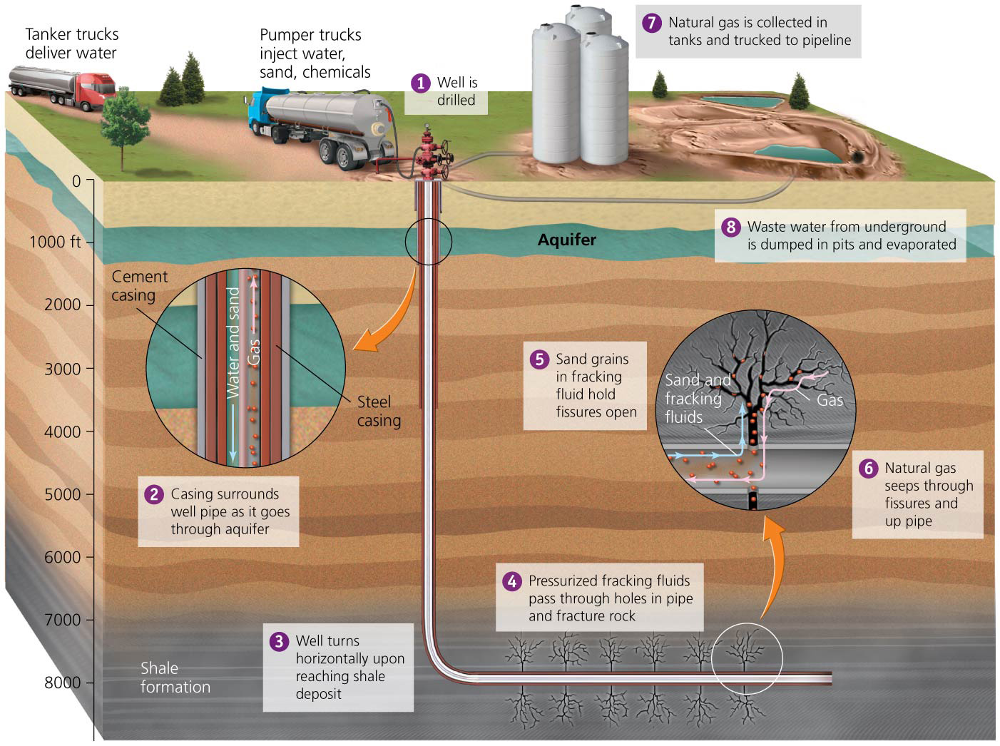 Tanker trucks
deliver water
Pumper trucks
inject water,
sand, chemicals
1 Well is
drilled
7 Natural gas is collected in
tanks and trucked to pipeline
0
1000 ft
2000
3000
4000
5000
6000
7000
8000
Aquifer
8 Waste water from underground
is dumped in pits and evaporated
Cement
casing
Water and sand
Gas
Steel
casing
2 Casing surrounds
well pipe as it goes
through aquifer
5 Sand grains
in fracking
fluid hold
fissures open
Sand and
fracking
fluids
Gas
6 Natural gas
seeps through
fissures and
up pipe
4 Pressurized fracking fluids
pass through holes in pipe
and fracture rock
3 Well turns
horizontally upon
reaching shale
deposit
Shale
formation